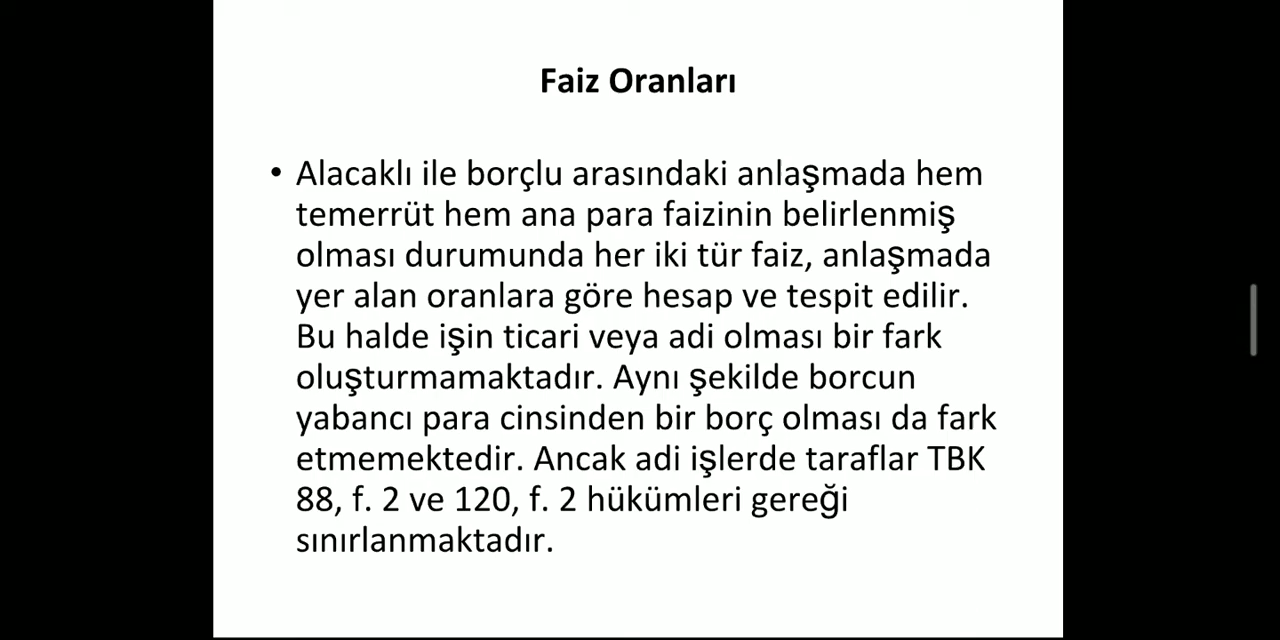 Faiz Oranları
• Alacaklı ile borçlu arasındaki anlaşmada hem
temerrüt hem ana para faizinin belirlenmiş
olması durumunda her iki tür faiz, anlaşmada
yer alan oranlara göre hesap ve tespit edilir.
Bu halde işin ticari veya adi olması bir fark
oluşturmamaktadır. Aynı şekilde borcun
yabancı para cinsinden bir borç olması da fark
etmemektedir. Ancak adi işlerde taraflar TBK
88, f. 2 ve 120, f. 2 hükümleri gereği
sınırlanmaktadır.